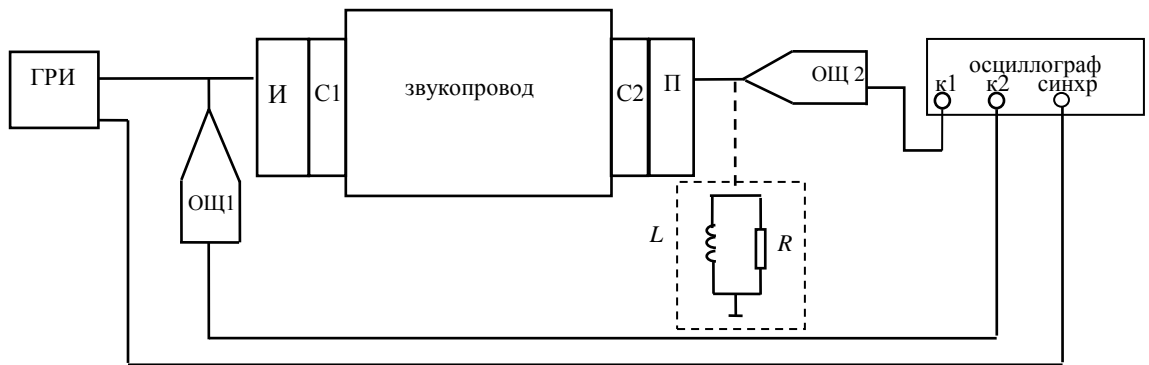 ГРИ
И
С1
звукопровод
С2
П
ОЩ 2
осциллограф
к1
к2
синхр
ОЩ1
L
R